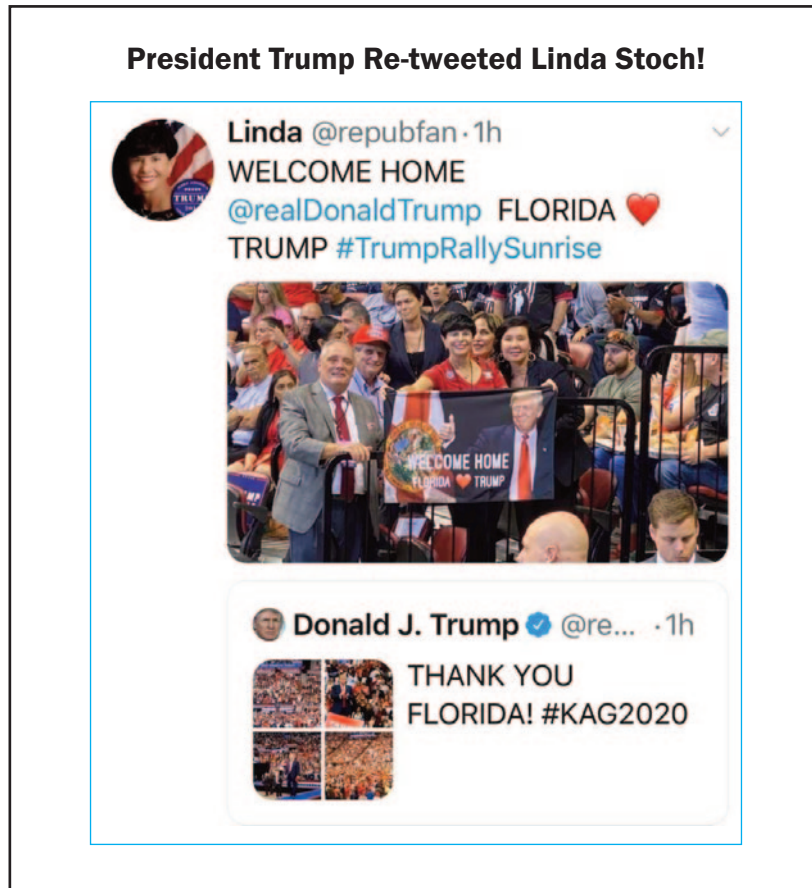 President Trump Re-tweeted Linda Stoch!
Linda @repubfan · 1h
WELCOME HOME
@realDonaldTrump FLORIDA ❤️
TRUMP #TrumpRallySunrise
TRUMP
WELCOME HOME
FLORIDA ❤️ TRUMP
Donald J. Trump @re... · 1h
THANK YOU
FLORIDA! #KAG2020